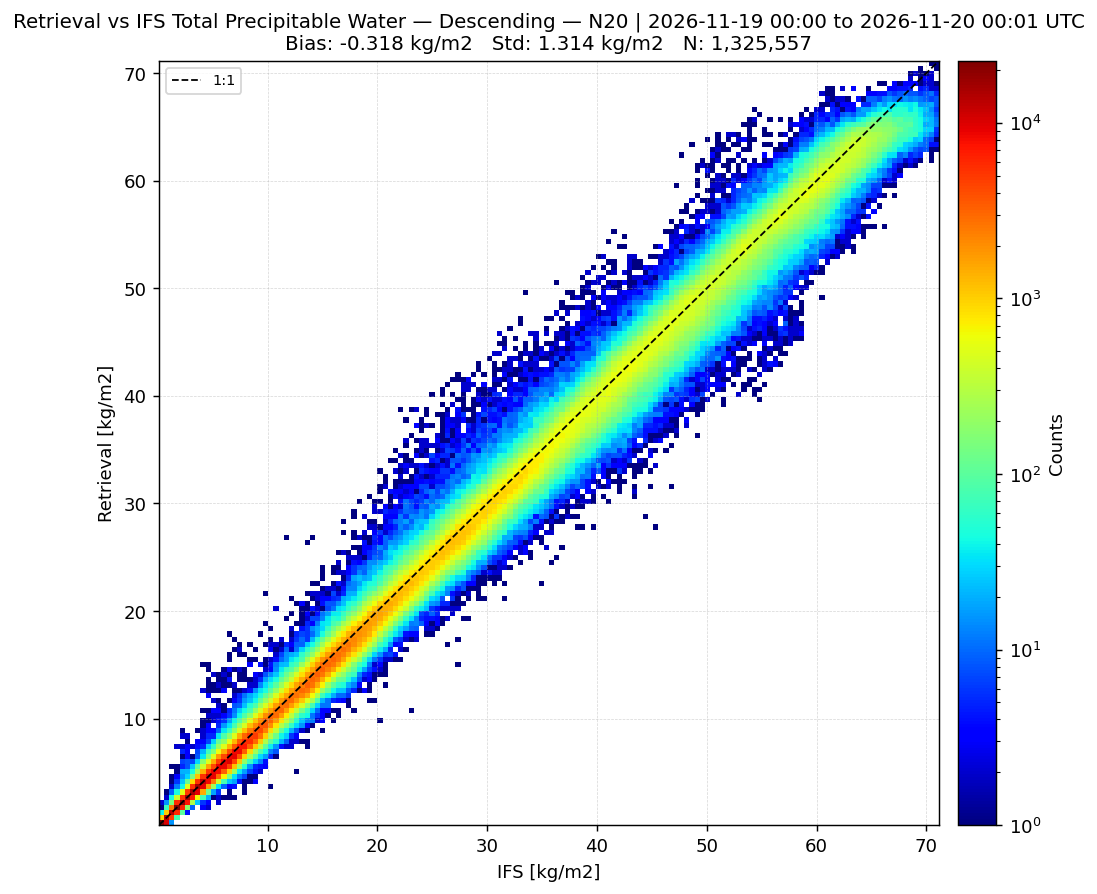 Retrieval vs IFS Total Precipitable Water — Descending — N20 | 2026-11-19 00:00 to 2026-11-20 00:01 UTC
Bias: -0.318 kg/m2   Std: 1.314 kg/m2   N: 1,325,557
1:1
70
60
50
40
30
20
10
Retrieval [kg/m2]
10 20 30 40 50 60 70
IFS [kg/m2]
10^4
10^3
10^2
10^1
10^0
Counts